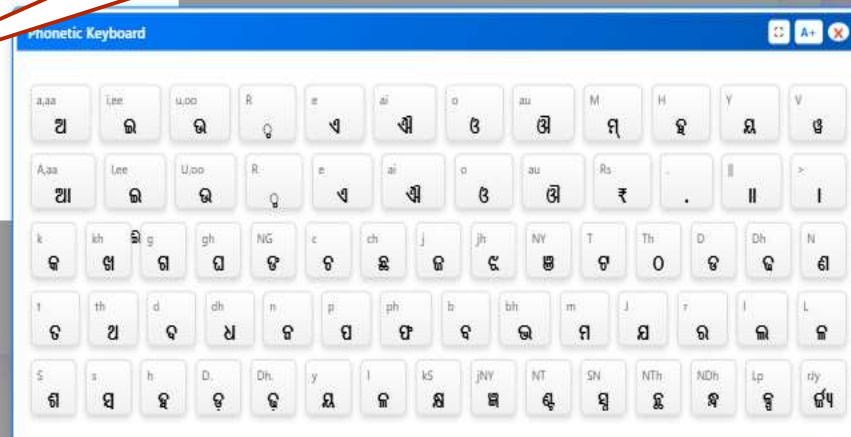 Phonetic Keyboard A+
a,aa i,ee u,oo R e ai o au M H Y V
ଅ ଇ ଉ ୃ ଏ ଐ ଓ ଔ ମ୍ ହ ୟ ୱ
A,aa I,ee U,oo R e ai o au Rs . || >
ଆ ଇ ଉ ୃ ଏ ଐ ଓ ଔ ₹ . ॥ ।
k kh g gh NG c ch j jh NY T Th D Dh N
କ ଖ ଗ ଘ ଙ ଚ ଛ ଜ ଝ ଞ ଟ ଠ ଡ ଢ ଣ
t th d dh n p ph b bh m J r l L
ତ ଥ ଦ ଧ ନ ପ ଫ ବ ଭ ମ ଯ ର ଲ ଳ
S s h D. Dh. y l kS jNY NT SN NTh NDh Lp r/y
ଶ ସ ହ ଡ଼ ଢ଼ ୟ ଳ କ୍ଷ ଜ୍ଞ